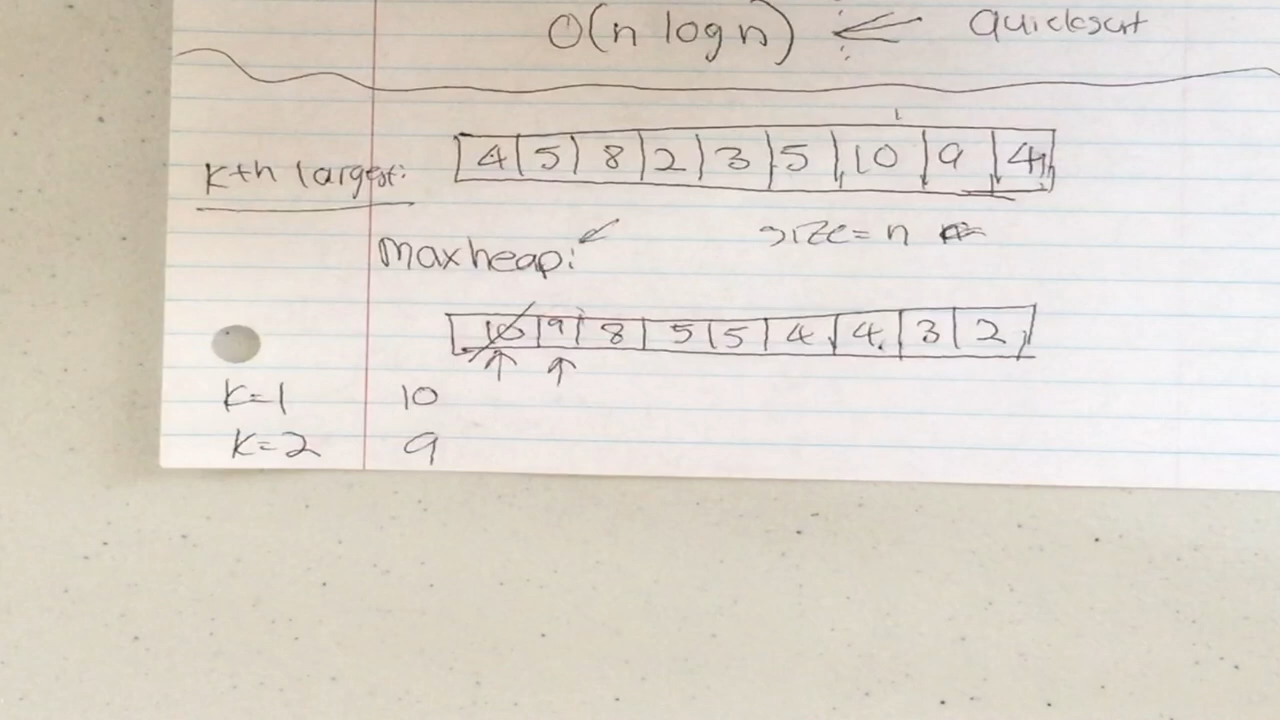 O(n log n) ← Quicksort
Kth largest: 4 5 8 2 3 5 10 9 4
size = n ←
Maxheap: ↙
10 9 8 5 5 4 4 3 2
↑ ↑
K=1 10
K=2 9